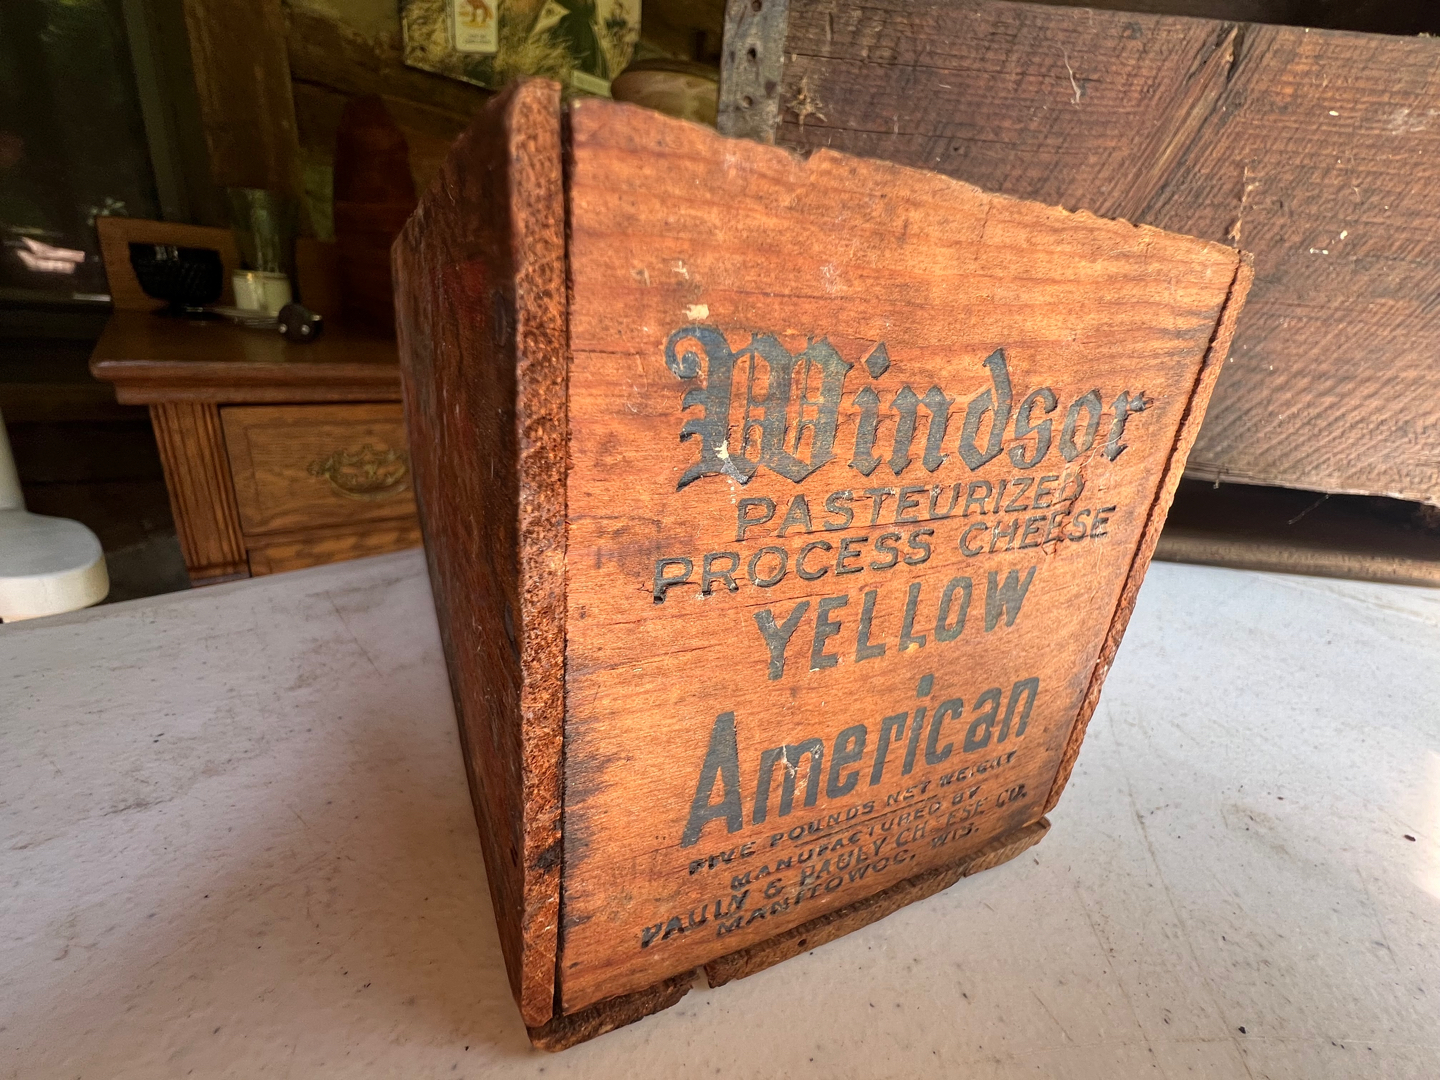 Windsor
PASTEURIZED
PROCESS CHEESE
YELLOW
American
FIVE POUNDS NET WEIGHT
MANUFACTURED BY
PAULY & PAULY CHEESE CO.
MANITOWOC, WIS.